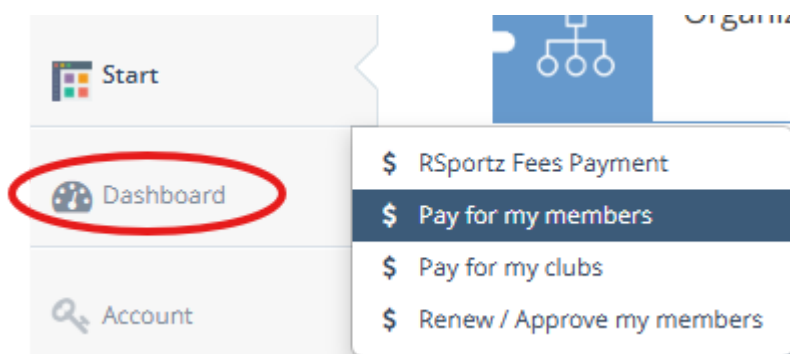 Start
Dashboard
Account
$ RSportz Fees Payment
$ Pay for my members
$ Pay for my clubs
$ Renew / Approve my members